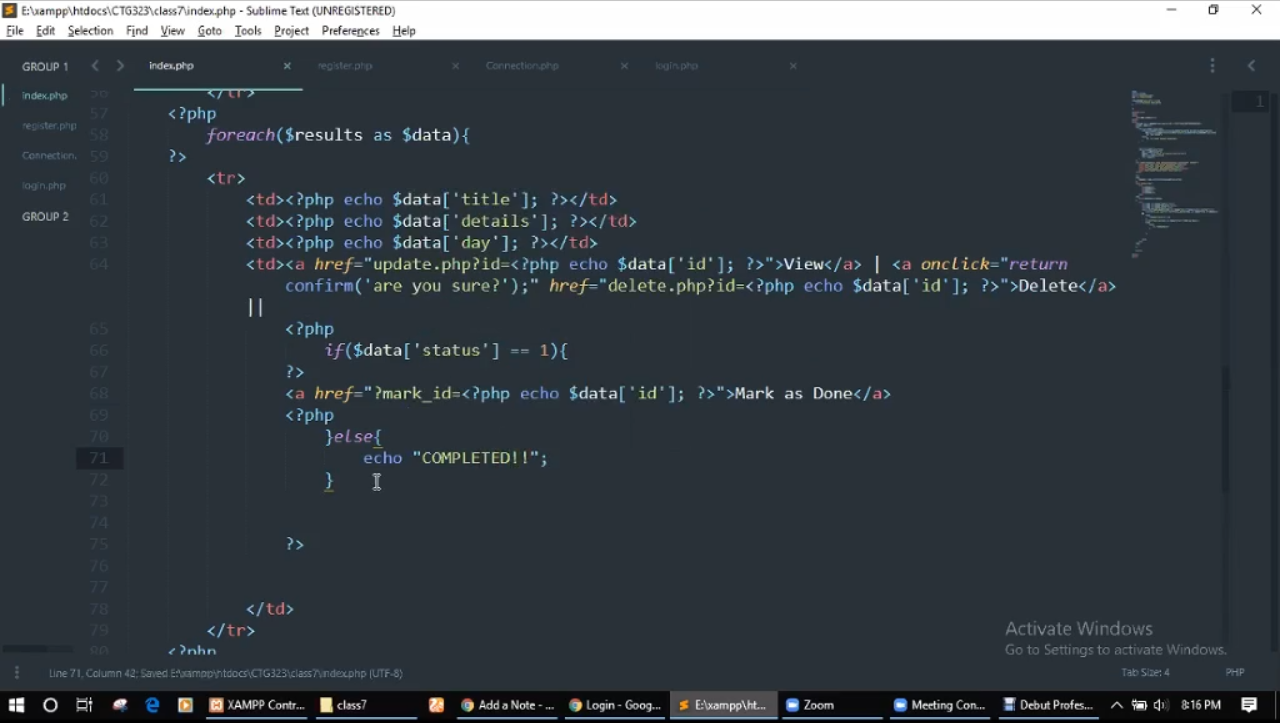 E:\xampp\htdocs\CTG323\class7\index.php - Sublime Text (UNREGISTERED)
File Edit Selection Find View Goto Tools Project Preferences Help
GROUP 1 index.php register.php Connection.php login.php
index.php
register.php
Connection.
login.php
GROUP 2
1
56 </tr>
57 <?php
58 foreach($results as $data){
59 ?>
60 <tr>
61 <td><?php echo $data['title']; ?></td>
62 <td><?php echo $data['details']; ?></td>
63 <td><?php echo $data['day']; ?></td>
64 <td><a href="update.php?id=<?php echo $data['id']; ?>">View</a> | <a onclick="return
confirm('are you sure?');" href="delete.php?id=<?php echo $data['id']; ?>">Delete</a>
||
65 <?php
66 if($data['status'] == 1){
67 ?>
68 <a href="?mark_id=<?php echo $data['id']; ?>">Mark as Done</a>
69 <?php
70 }else{
71 echo "COMPLETED!!";
72 }
73
74
75 ?>
76
77
78 </td>
79 </tr>
80 <?php
Activate Windows
Go to Settings to activate Windows.
Line 71, Column 42; Saved E:\xampp\htdocs\CTG323\class7\index.php (UTF-8) Tab Size: 4 PHP
XAMPP Contr... class7 Add a Note - ... Login - Goog... E:\xampp\ht... Zoom Meeting Con... Debut Profes... 8:16 PM